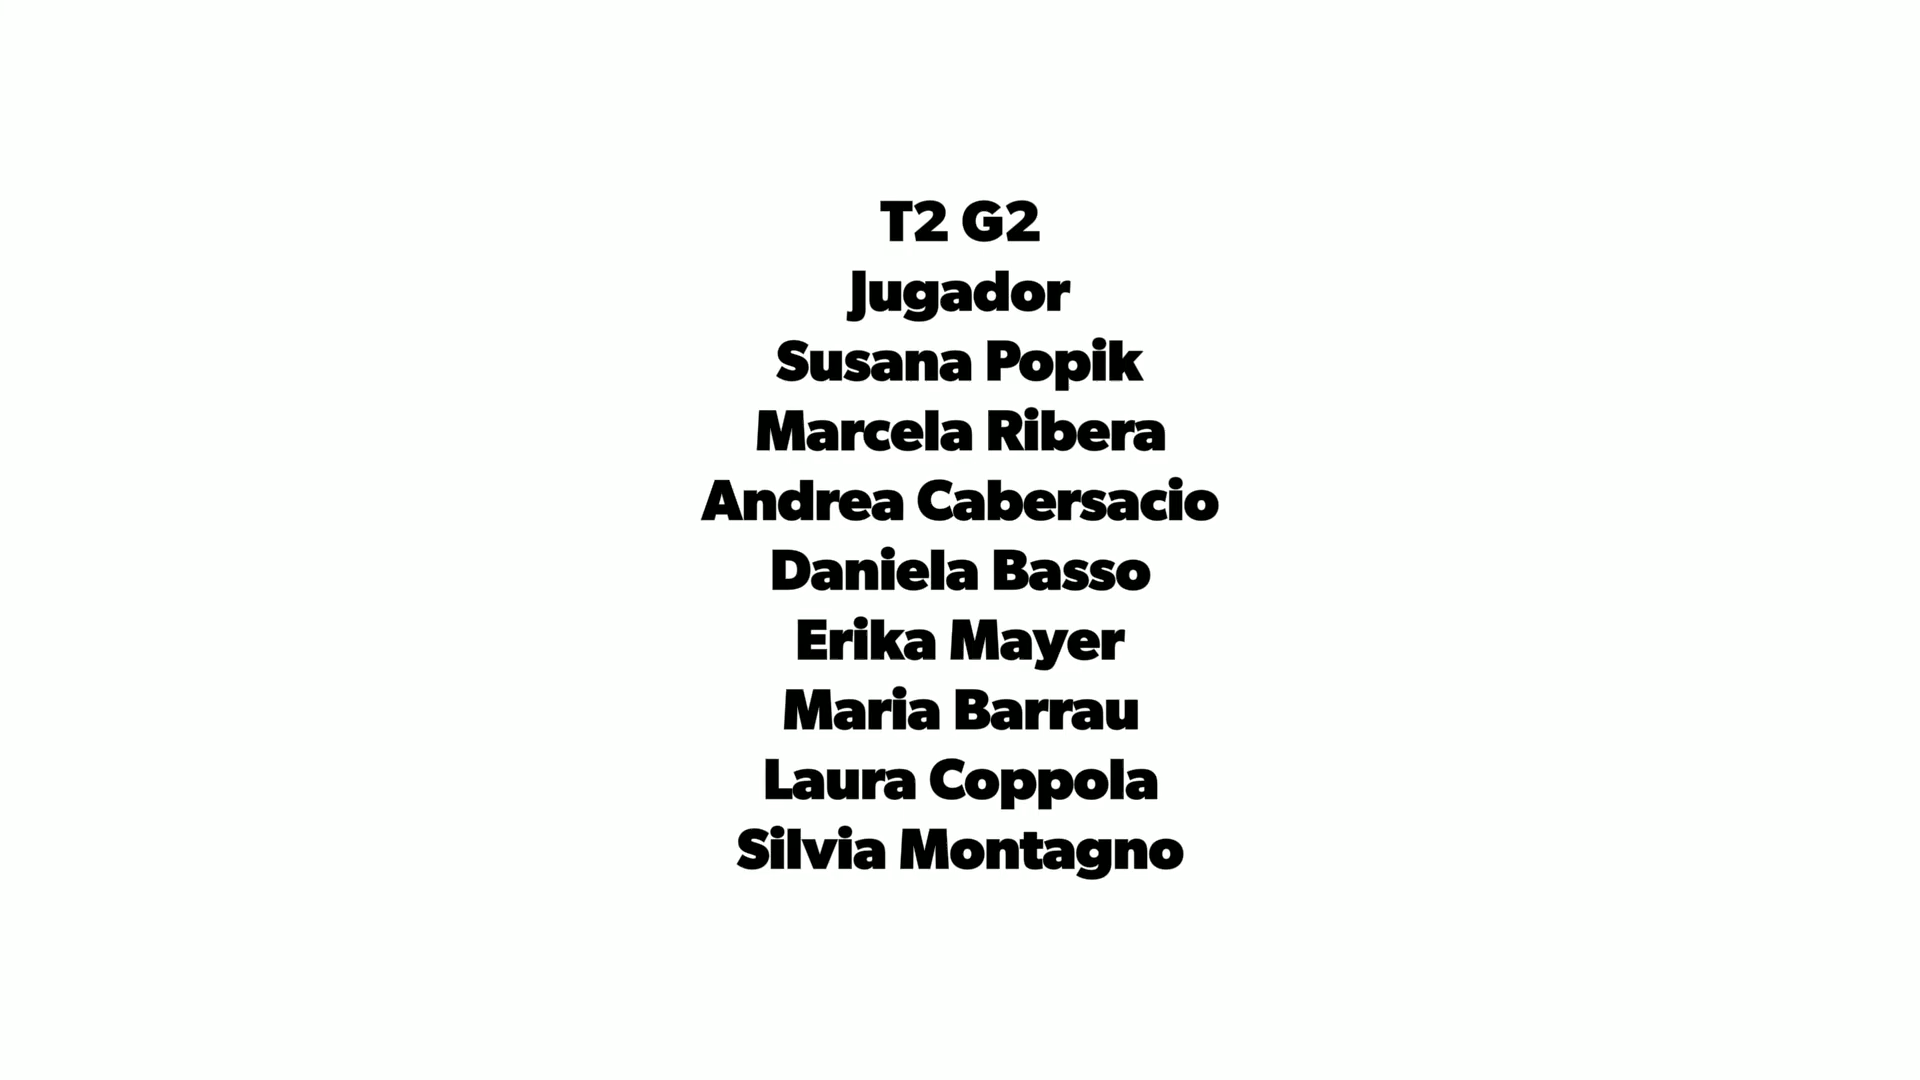 T2 G2
Jugador
Susana Popik
Marcela Ribera
Andrea Cabersacio
Daniela Basso
Erika Mayer
Maria Barrau
Laura Coppola
Silvia Montagno